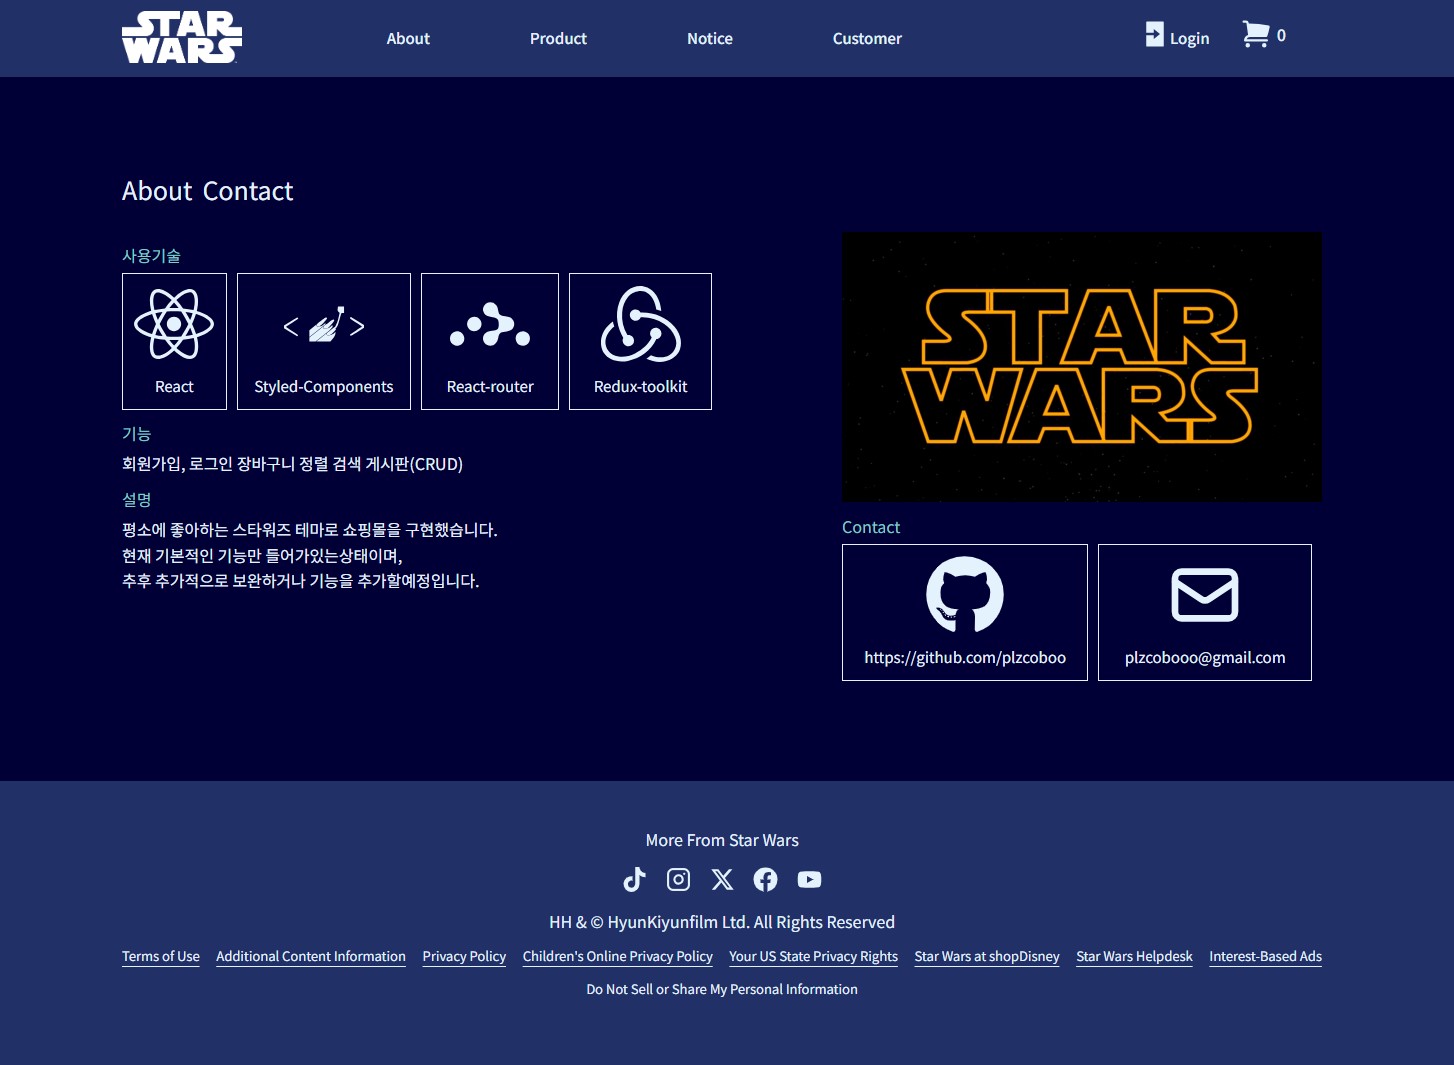 STAR
WARS
About
Product
Notice
Customer
Login
0
About Contact
사용기술
React
Styled-Components
React-router
Redux-toolkit
기능
회원가입, 로그인 장바구니 정렬 검색 게시판(CRUD)
설명
평소에 좋아하는 스타워즈 테마로 쇼핑몰을 구현했습니다.
현재 기본적인 기능만 들어가있는상태이며,
추후 추가적으로 보완하거나 기능을 추가할예정입니다.
STAR
WARS
Contact
https://github.com/plzcoboo
plzcobooo@gmail.com
More From Star Wars
HH & © HyunKiyunfilm Ltd. All Rights Reserved
Terms of Use
Additional Content Information
Privacy Policy
Children's Online Privacy Policy
Your US State Privacy Rights
Star Wars at shopDisney
Star Wars Helpdesk
Interest-Based Ads
Do Not Sell or Share My Personal Information